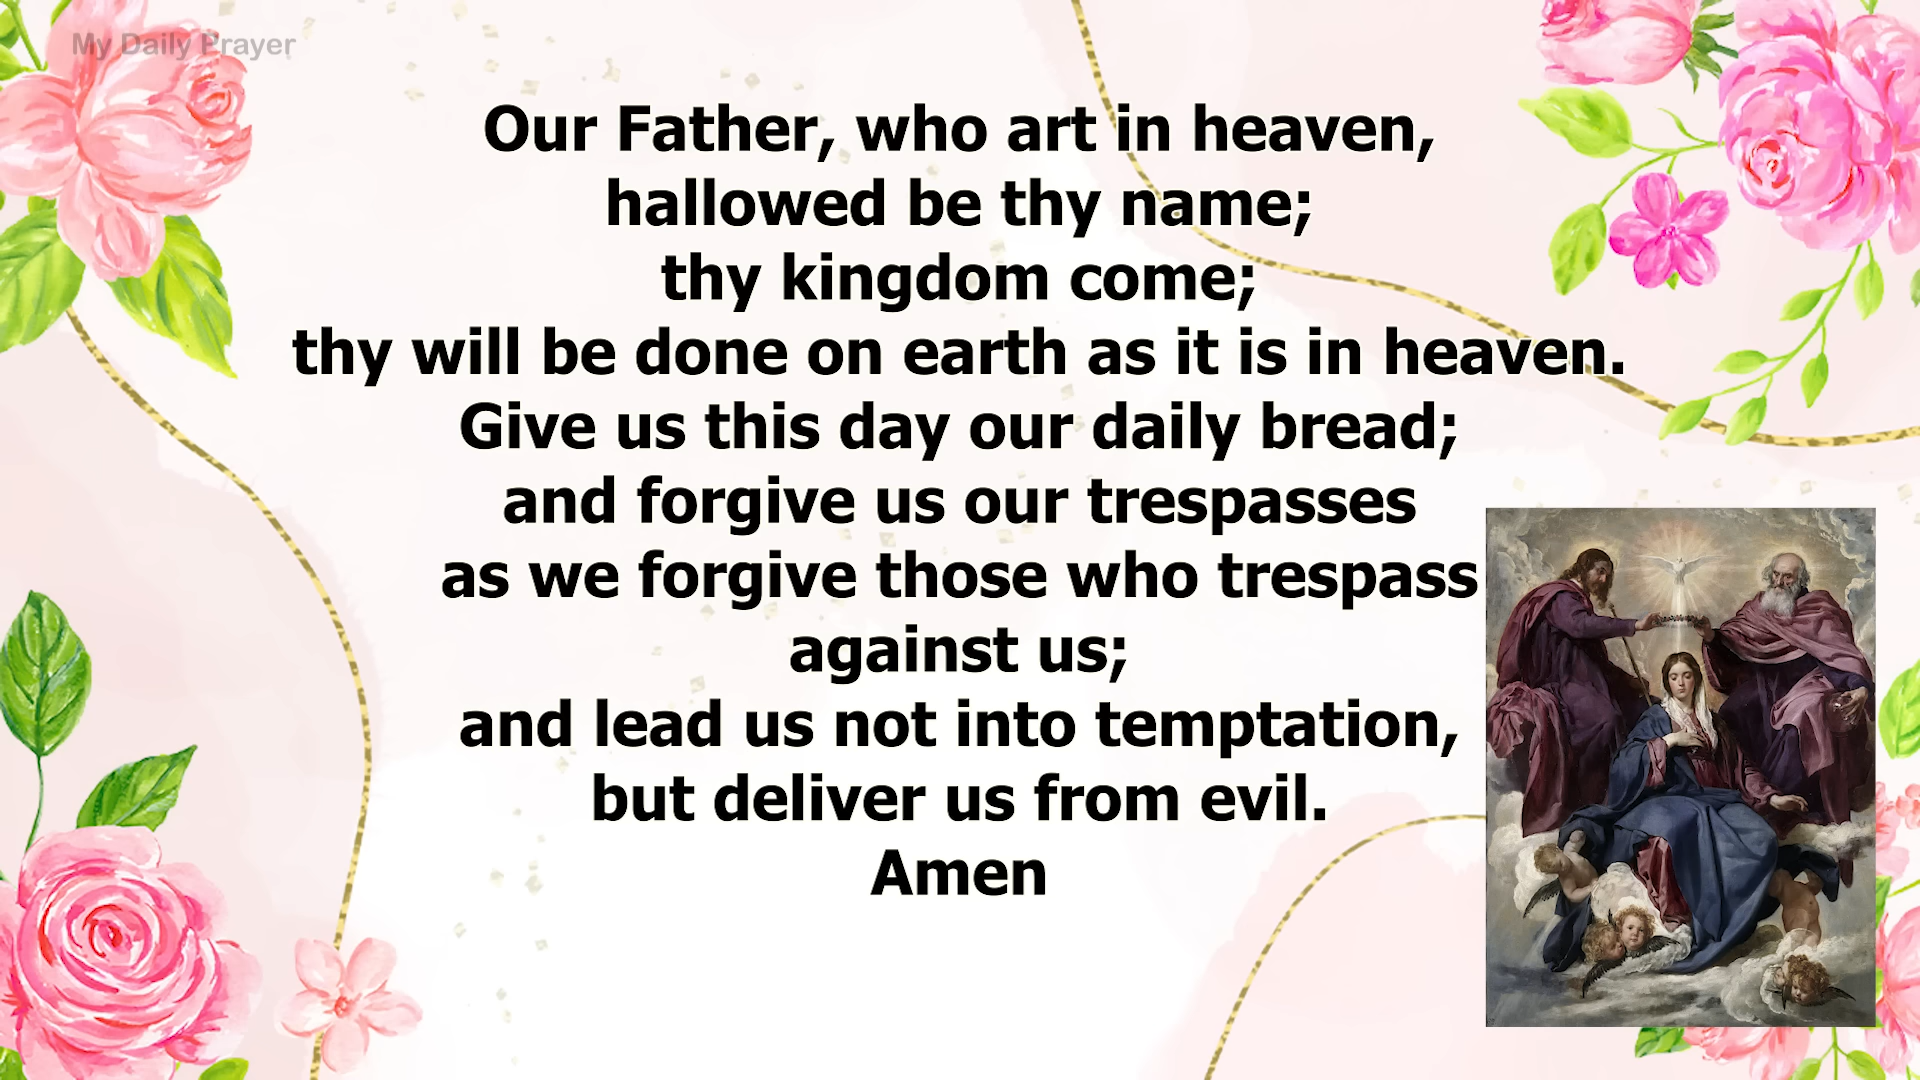 My Daily Prayer
Our Father, who art in heaven,
hallowed be thy name;
thy kingdom come;
thy will be done on earth as it is in heaven.
Give us this day our daily bread;
and forgive us our trespasses
as we forgive those who trespass
against us;
and lead us not into temptation,
but deliver us from evil.
Amen